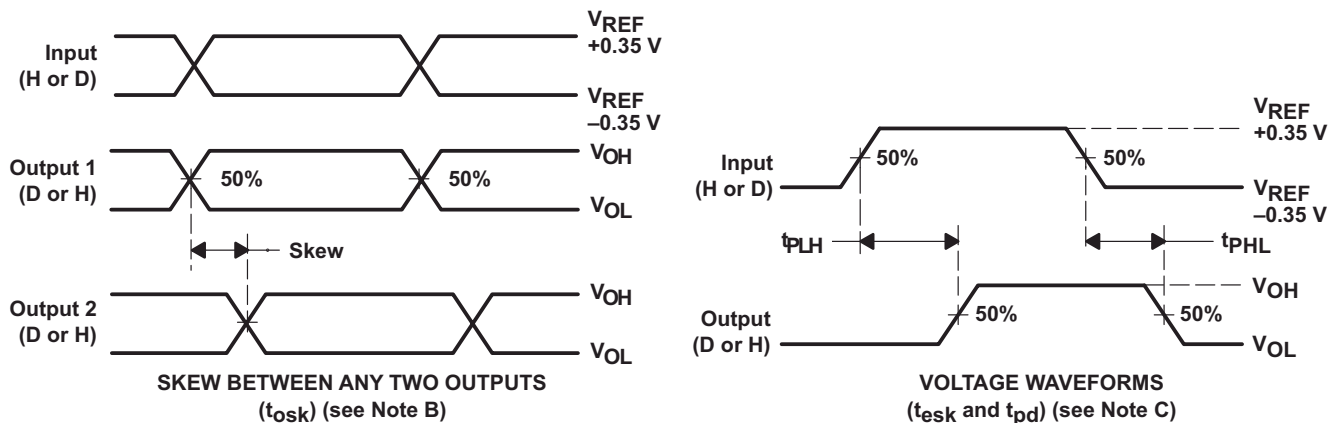 Input
(H or D)
VREF
+0.35 V
VREF
–0.35 V
Output 1
(D or H)
50%
50%
VOH
VOL
Skew
Output 2
(D or H)
VOH
VOL
SKEW BETWEEN ANY TWO OUTPUTS
(tosk) (see Note B)
Input
(H or D)
50%
50%
VREF
+0.35 V
VREF
–0.35 V
tPLH
tPHL
Output
(D or H)
50%
50%
VOH
VOL
VOLTAGE WAVEFORMS
(tesk and tpd) (see Note C)